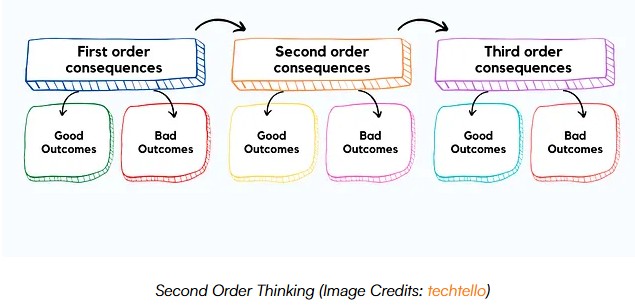 First order
consequences
Second order
consequences
Third order
consequences
Good
Outcomes
Bad
Outcomes
Good
Outcomes
Bad
Outcomes
Good
Outcomes
Bad
Outcomes
Second Order Thinking (Image Credits: techtello)